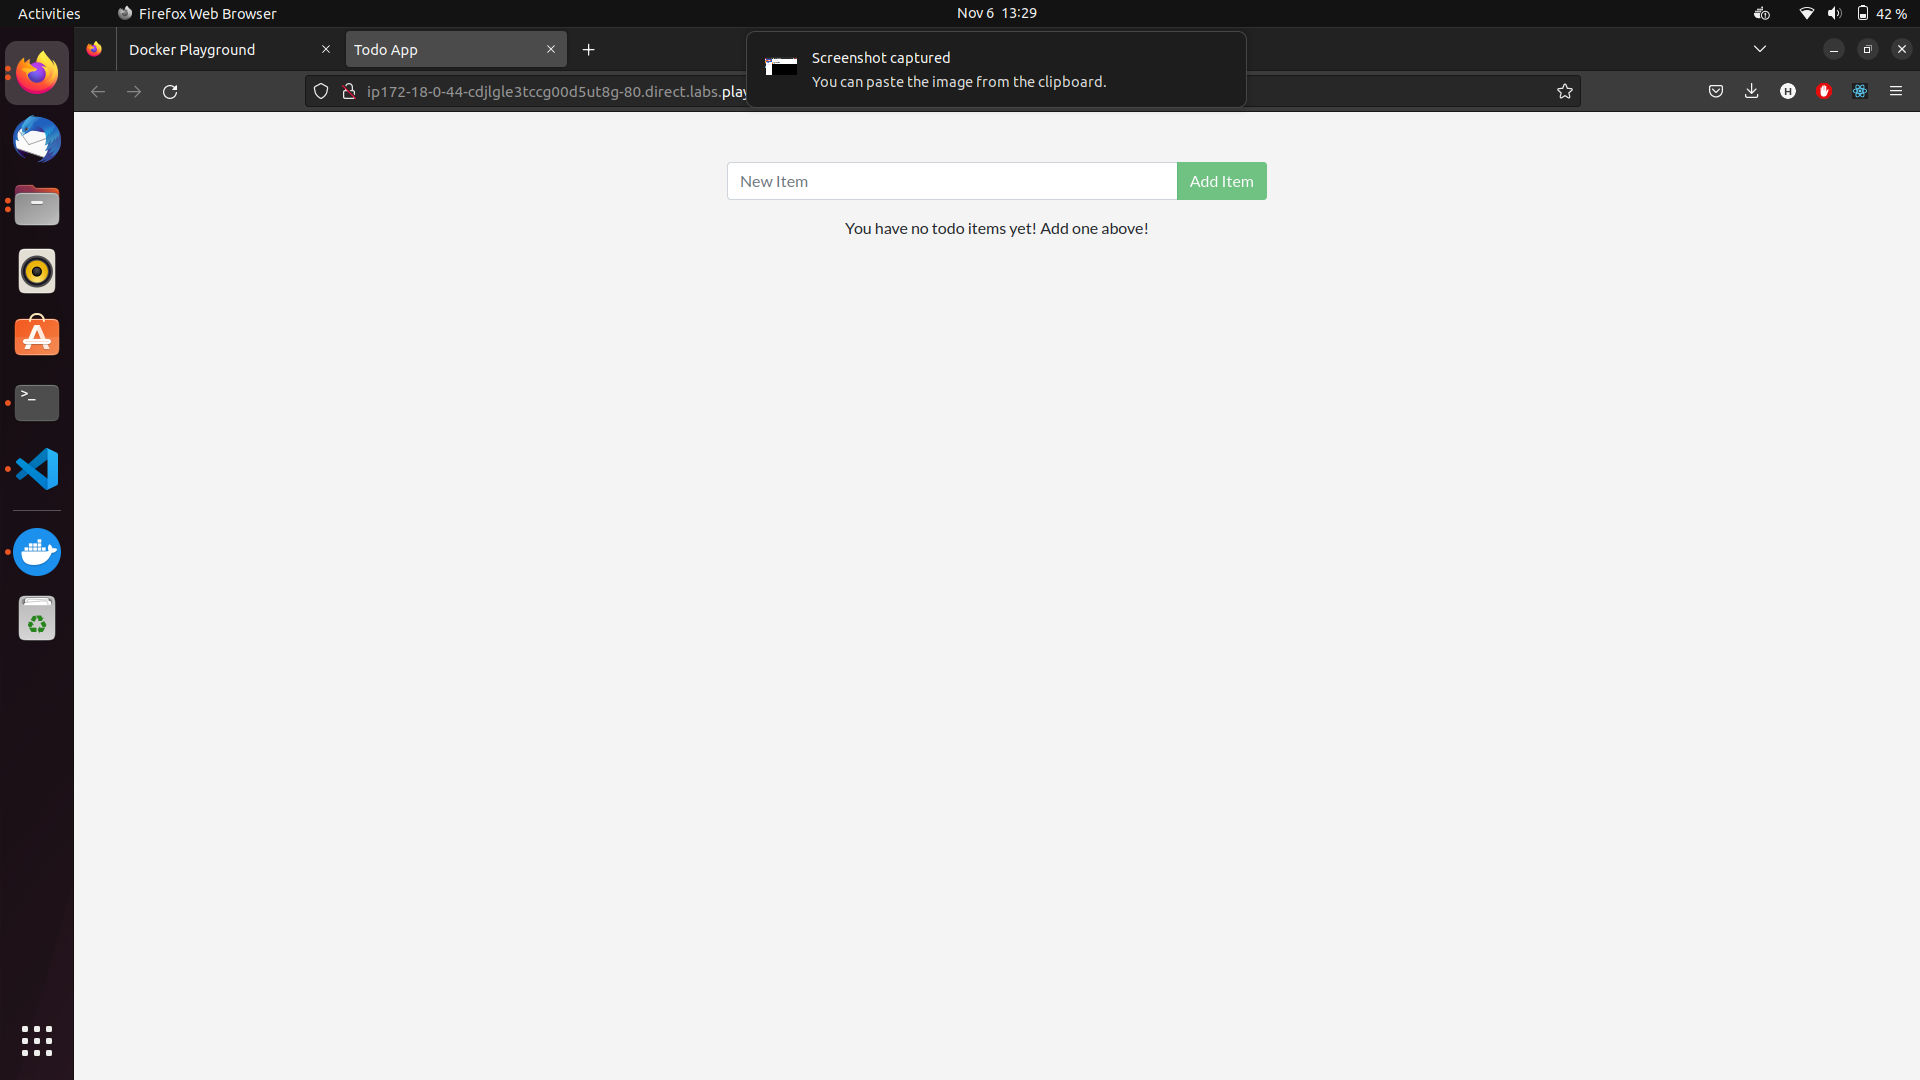 Activities
Firefox Web Browser
Nov 6 13:29
42 %
Docker Playground
Todo App
Screenshot captured
You can paste the image from the clipboard.
ip172-18-0-44-cdjlgle3tccg00d5ut8g-80.direct.labs.play
H
New Item
Add Item
You have no todo items yet! Add one above!
>_